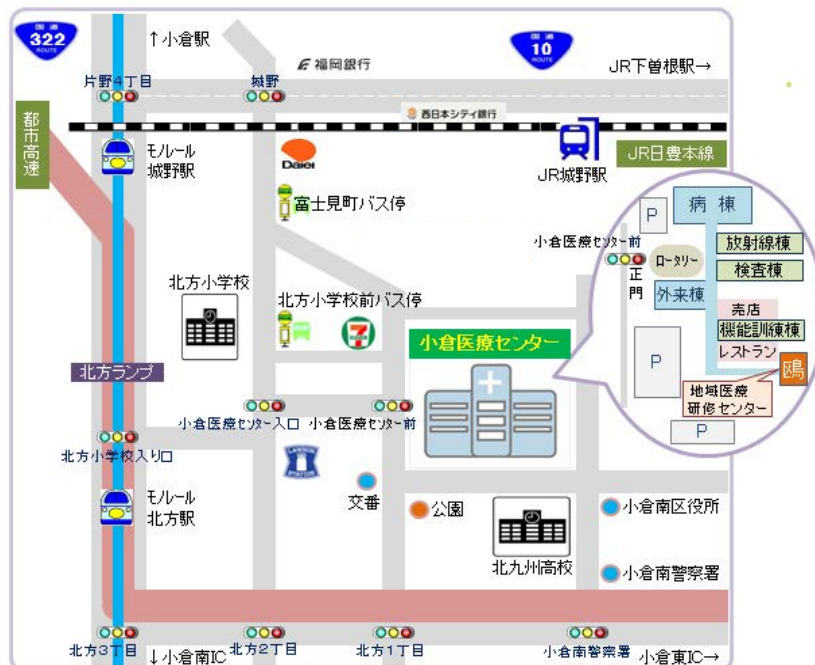 国道
322
ROUTE
↑小倉駅
福岡銀行
国道
10
ROUTE
JR下曽根駅→
片野4丁目
城野
西日本シティ銀行
都市高速
モノレール
城野駅
Daiei
JR城野駅
JR日豊本線
富士見町バス停
小倉医療センター前
正門
P
病棟
ロータリー
放射線棟
検査棟
外来棟
売店
機能訓練棟
レストラン
P
鴎
地域医療
研修センター
P
北方小学校
北方小学校前バス停
小倉医療センター
北方ランプ
小倉医療センター入口
小倉医療センター前
北方小学校入り口
LAWSON
STATION
交番
公園
モノレール
北方駅
北九州高校
小倉南区役所
小倉南警察署
北方3丁目
↓小倉南IC
北方2丁目
北方1丁目
小倉南警察署
小倉東IC→